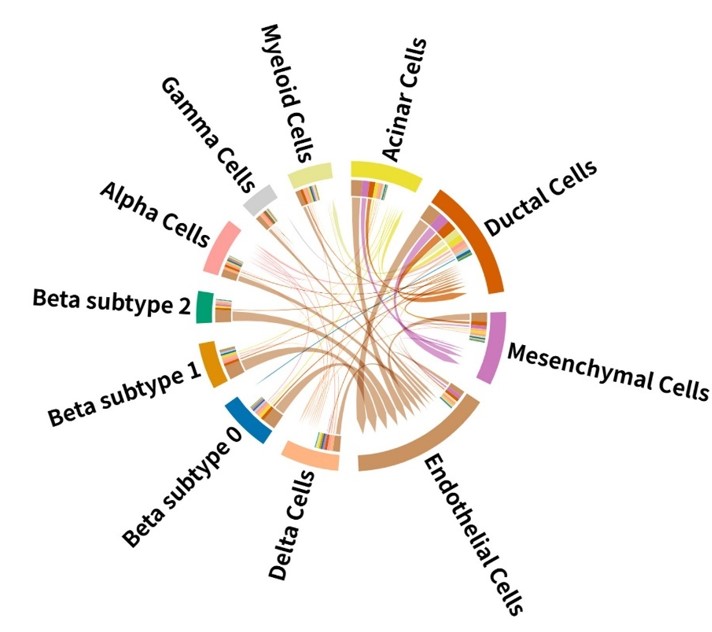 Myeloid Cells
Acinar Cells
Gamma Cells
Ductal Cells
Alpha Cells
Beta subtype 2
Mesenchymal Cells
Beta subtype 1
Beta subtype 0
Delta Cells
Endothelial Cells